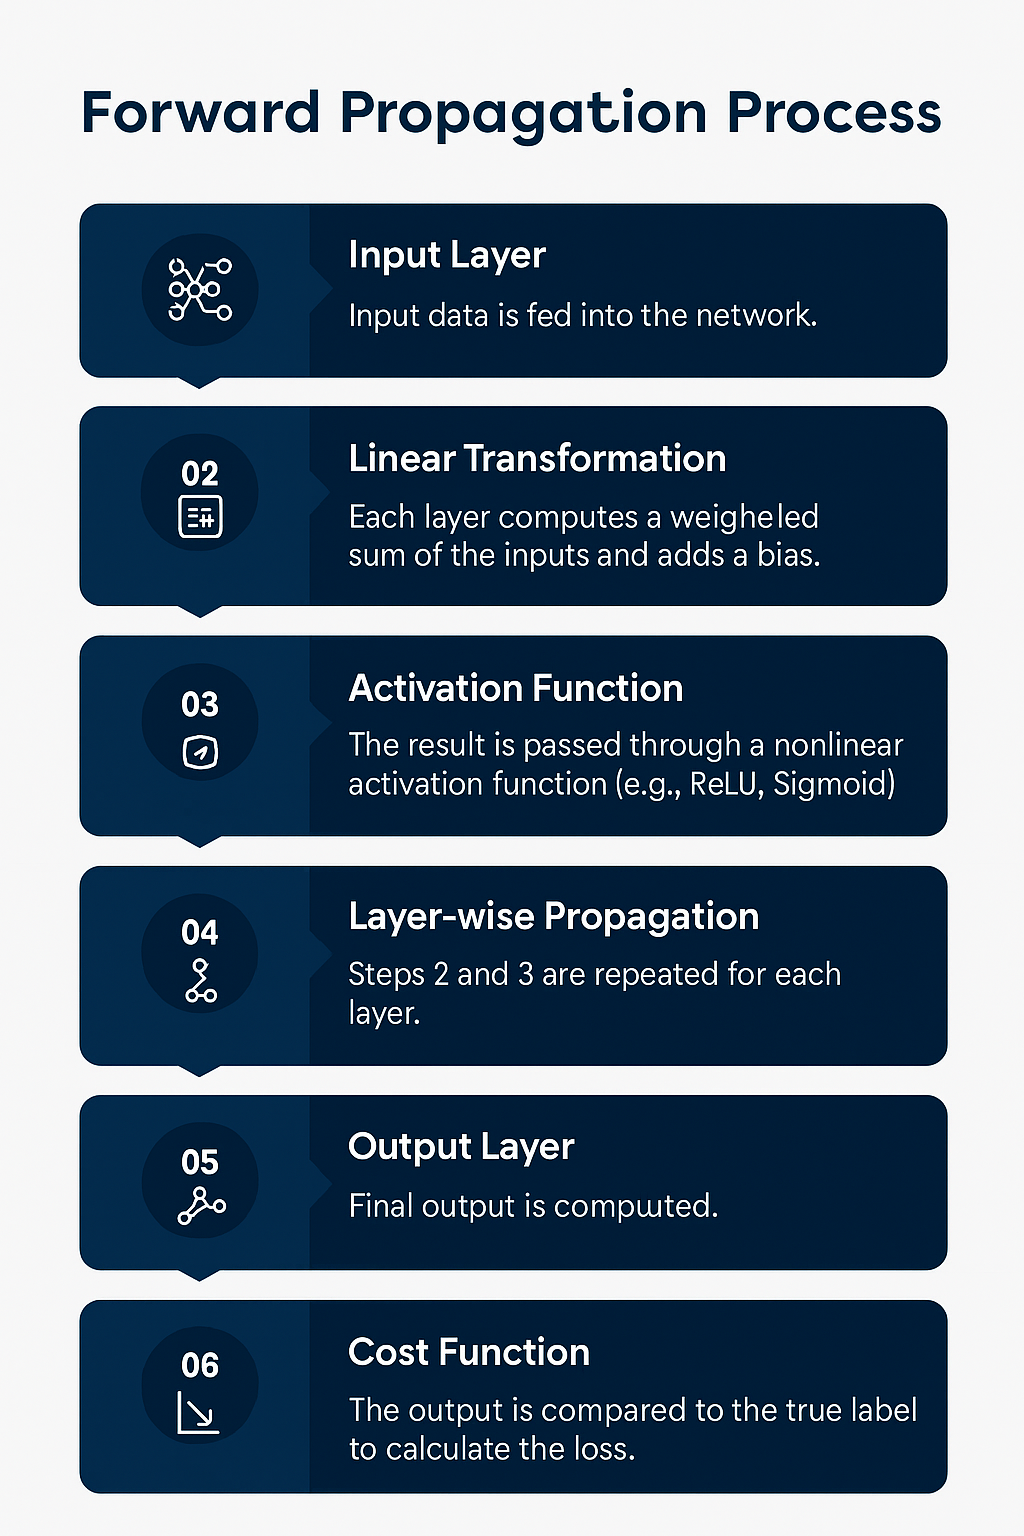 Forward Propagation Process
Input Layer
Input data is fed into the network.
02
Linear Transformation
Each layer computes a weigheled
sum of the inputs and adds a bias.
03
Activation Function
The result is passed through a nonlinear
activation function (e.g., ReLU, Sigmoid)
04
Layer-wise Propagation
Steps 2 and 3 are repeated for each
layer.
05
Output Layer
Final output is computed.
06
Cost Function
The output is compared to the true label
to calculate the loss.